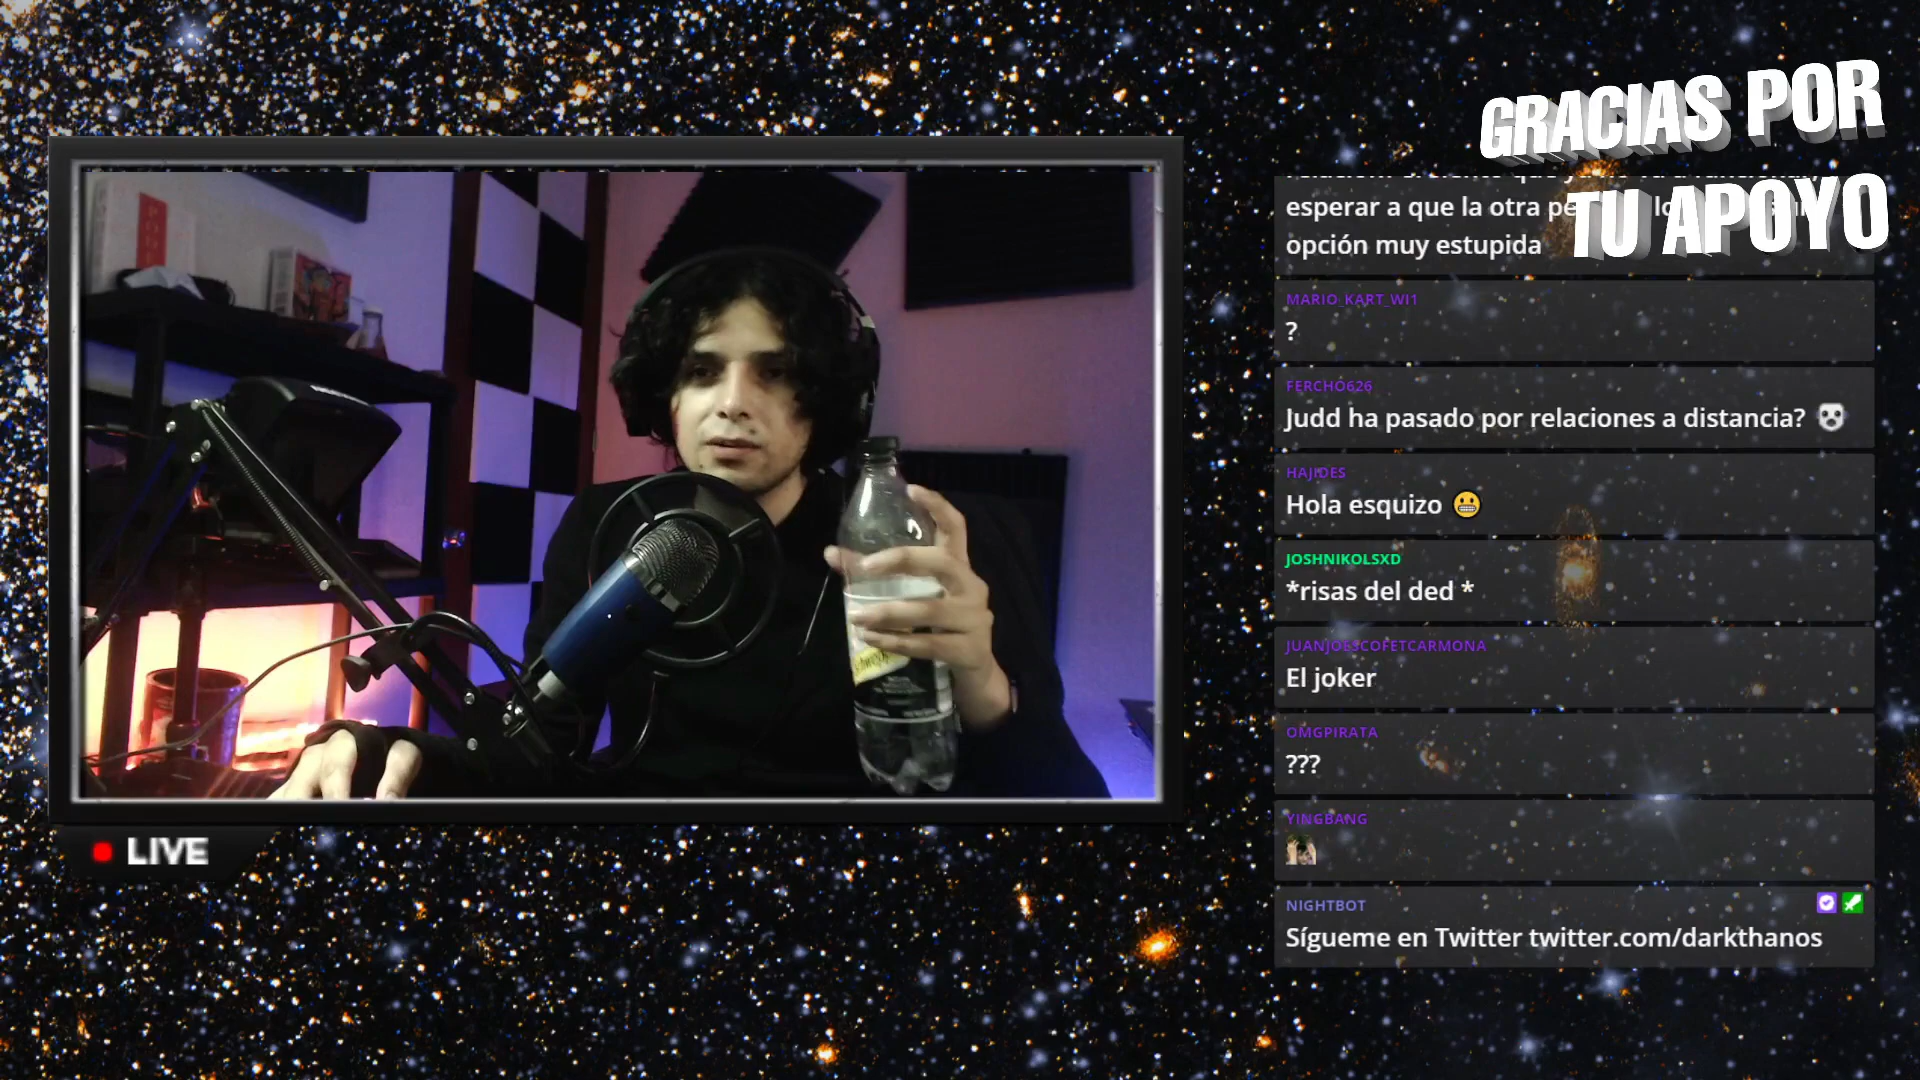 GRACIAS POR
TU APOYO
esperar a que la otra
opción muy estupida
MARIO_KART_WI1
?
FERCHO626
Judd ha pasado por relaciones a distancia?
HAJIDES
Hola esquizo 😬
JOSHNIKOLSXD
*risas del ded *
JUANJOESCOFETCARMONA
El joker
OMGPIRATA
???
YINGBANG
NIGHTBOT
Sígueme en Twitter twitter.com/darkthanos
LIVE